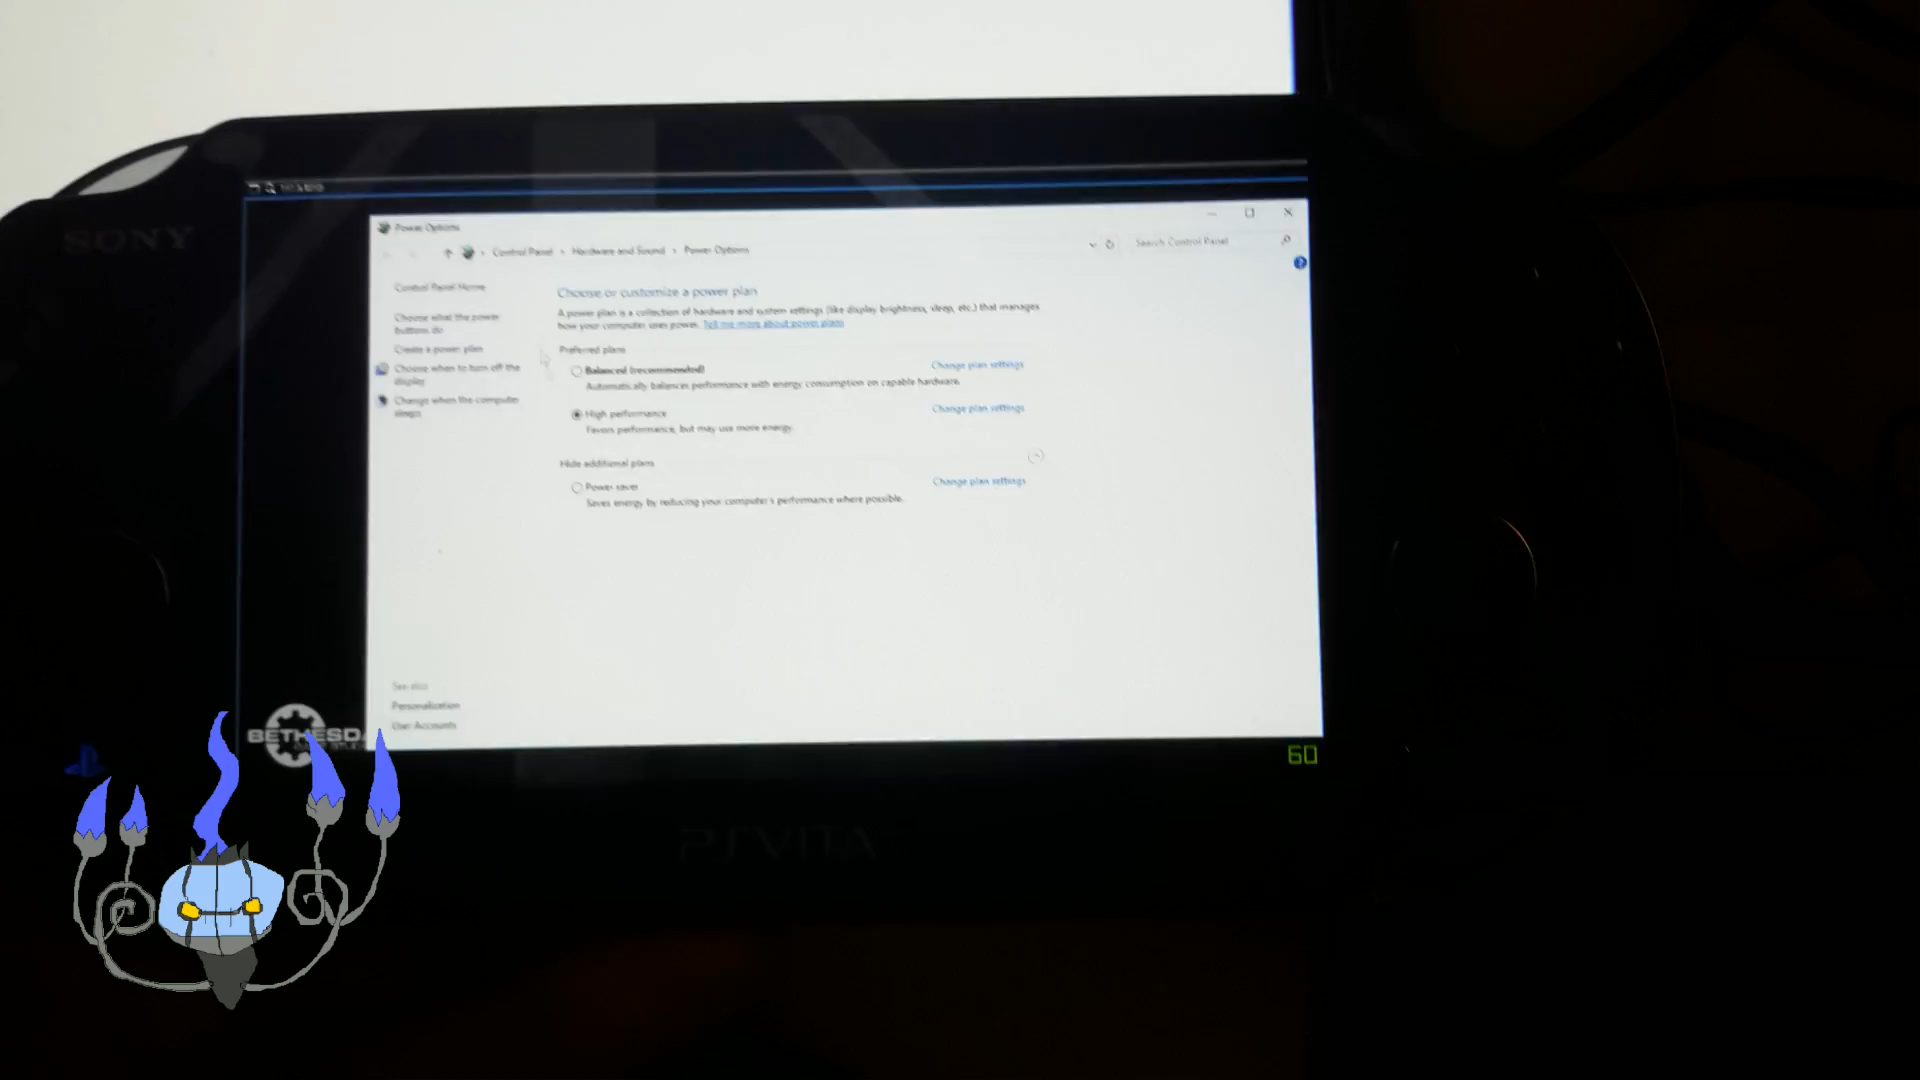 SONY
Power Options
Control Panel › Hardware and Sound › Power Options
Search Control Panel
Control Panel Home
Choose what the power
buttons do
Create a power plan
Choose when to turn off the
display
Change when the computer
sleeps
Choose or customize a power plan
A power plan is a collection of hardware and system settings (like display brightness, sleep, etc.) that manages
how your computer uses power. Tell me more about power plans
Preferred plans
Balanced (recommended)
Change plan settings
Automatically balances performance with energy consumption on capable hardware.
High performance
Change plan settings
Favors performance, but may use more energy.
Hide additional plans
Power saver
Change plan settings
Saves energy by reducing your computer's performance where possible.
See also
Personalization
User Accounts
BETHESDA
60
PSVITA